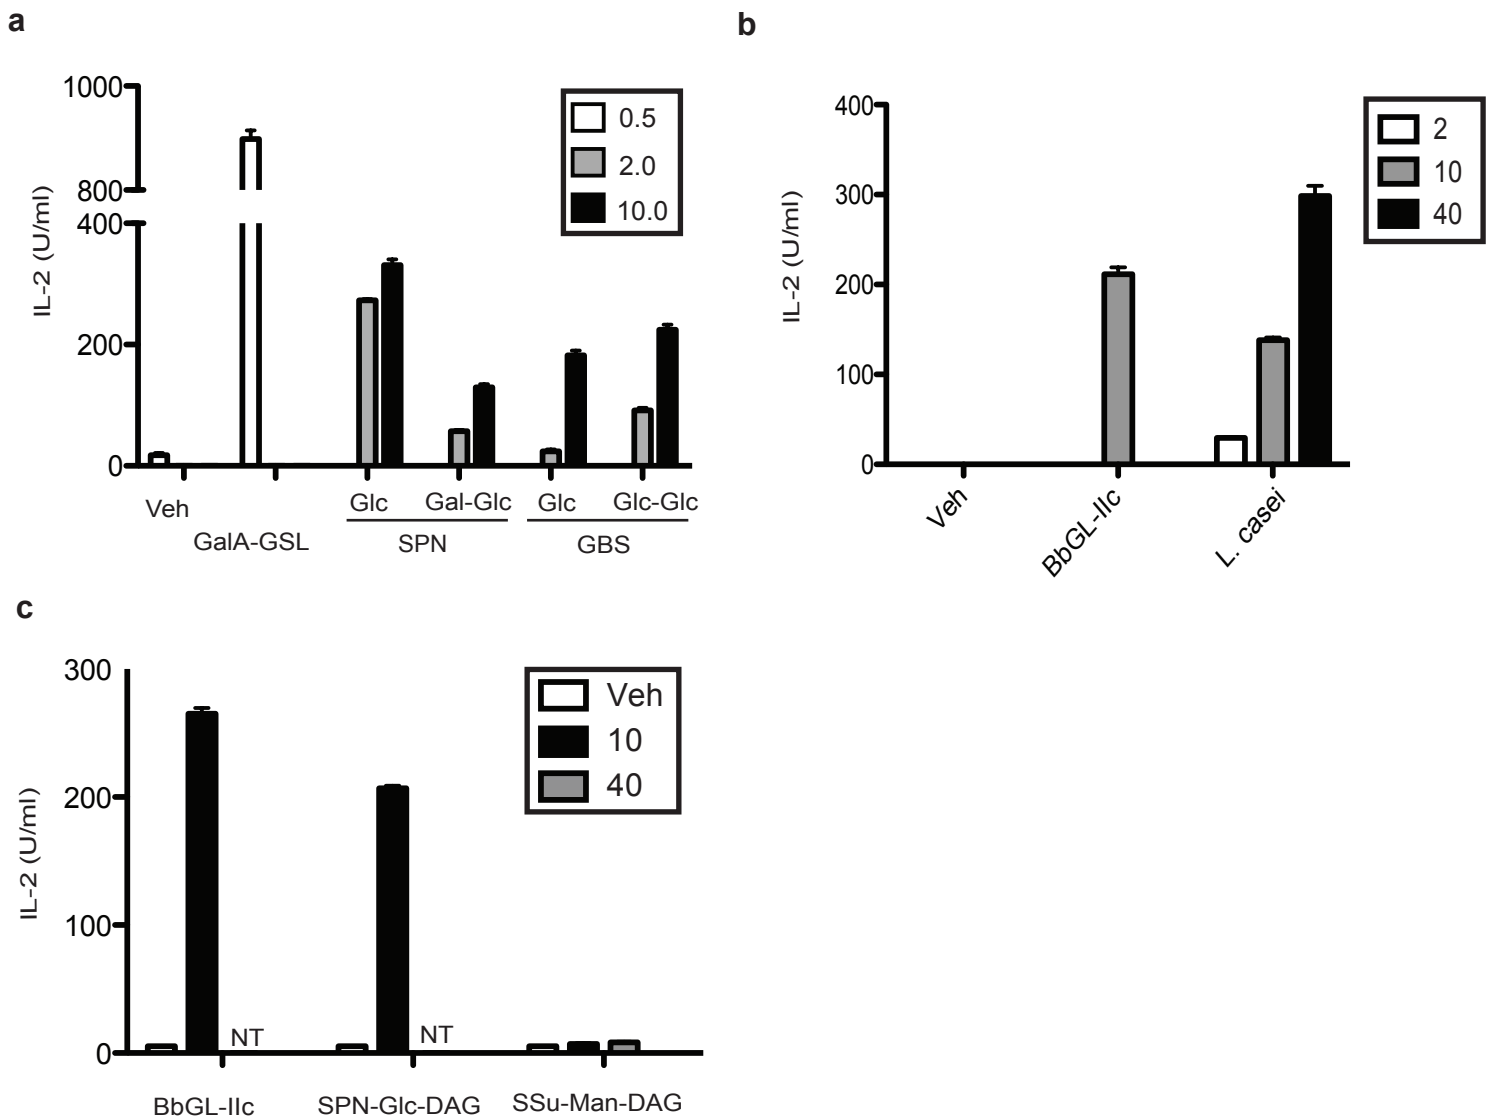 a
IL-2 (U/ml)
1000
800
400
200
0
0.5
2.0
10.0
Veh
GalA-GSL
Glc
Gal-Glc
Glc
Glc-Glc
SPN
GBS
b
IL-2 (U/ml)
400
300
200
100
0
2
10
40
Veh
BbGL-IIc
L. casei
c
IL-2 (U/ml)
300
200
100
0
Veh
10
40
NT
NT
BbGL-IIc
SPN-Glc-DAG
SSu-Man-DAG